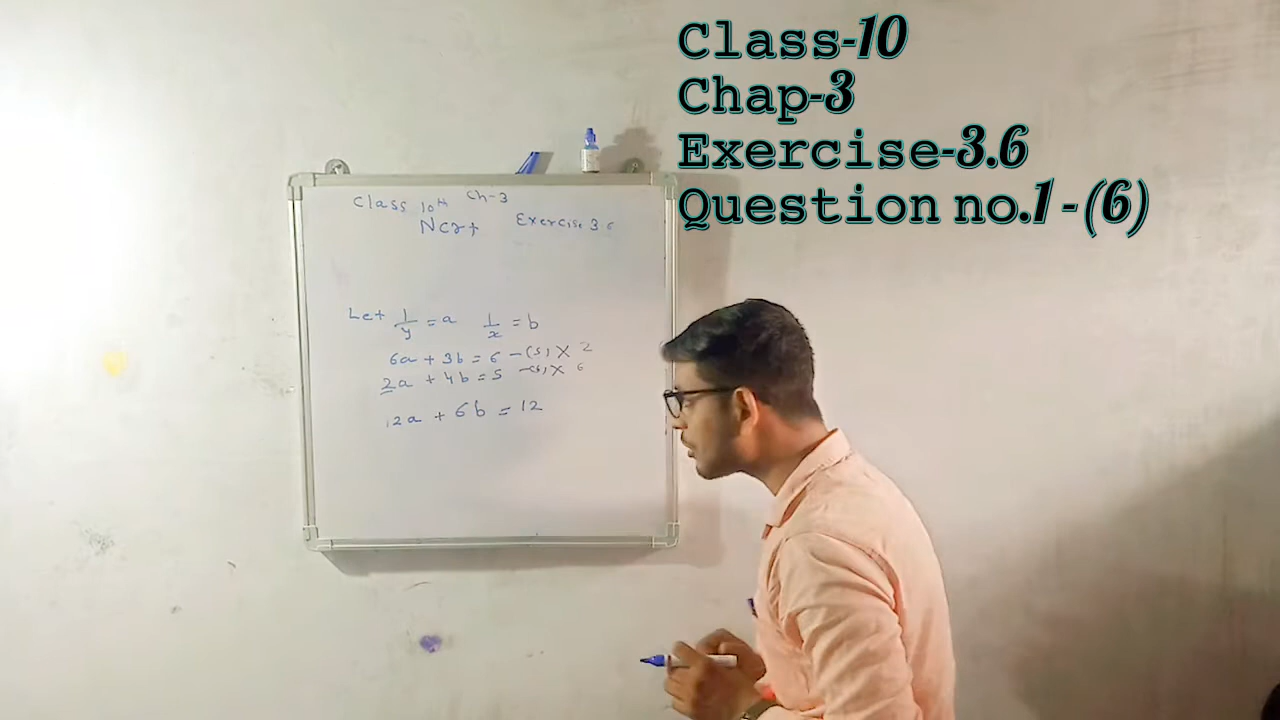 Class-10
Chap-3
Exercise-3.6
Question no.1-(6)
Class 10th Ch-3
Ncrt Exercise 3.6
Let 1/y = a 1/x = b
6a + 3b = 6 -(5) × 2
2a + 4b = 5 × 6
12a + 6b = 12